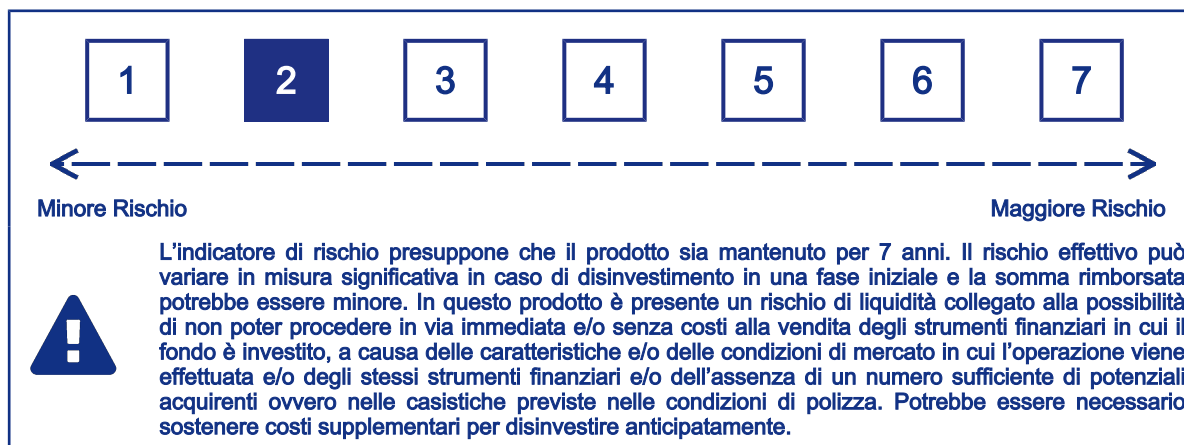 1 2 3 4 5 6 7
Minore Rischio Maggiore Rischio
L'indicatore di rischio presuppone che il prodotto sia mantenuto per 7 anni. Il rischio effettivo può
variare in misura significativa in caso di disinvestimento in una fase iniziale e la somma rimborsata
potrebbe essere minore. In questo prodotto è presente un rischio di liquidità collegato alla possibilità
di non poter procedere in via immediata e/o senza costi alla vendita degli strumenti finanziari in cui il
fondo è investito, a causa delle caratteristiche e/o delle condizioni di mercato in cui l'operazione viene
effettuata e/o degli stessi strumenti finanziari e/o dell'assenza di un numero sufficiente di potenziali
acquirenti ovvero nelle casistiche previste nelle condizioni di polizza. Potrebbe essere necessario
sostenere costi supplementari per disinvestire anticipatamente.